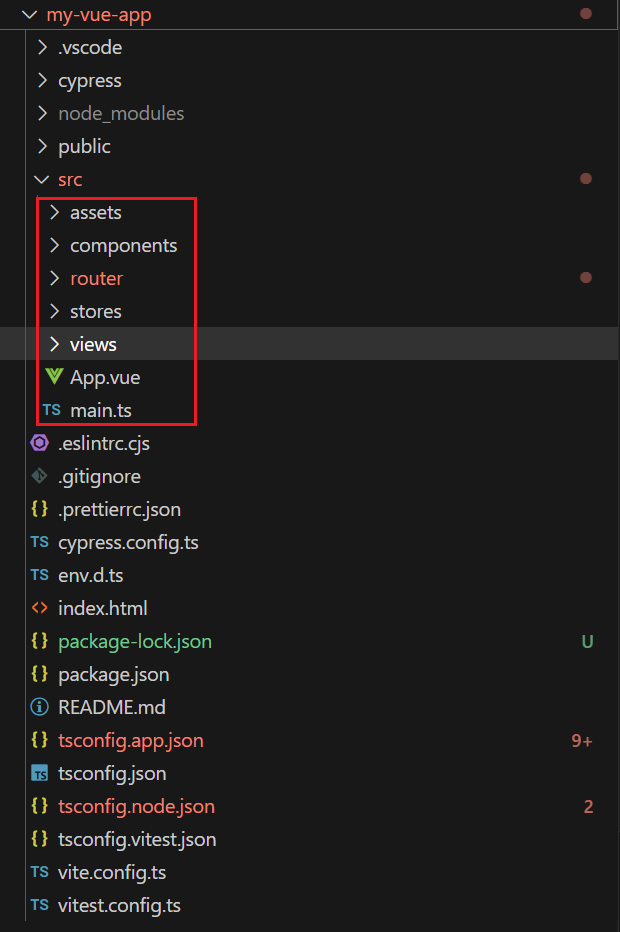 my-vue-app
.vscode
cypress
node_modules
public
src
assets
components
router
stores
views
App.vue
TS main.ts
.eslintrc.cjs
.gitignore
{} .prettierrc.json
TS cypress.config.ts
TS env.d.ts
<> index.html
{} package-lock.json U
{} package.json
README.md
{} tsconfig.app.json 9+
TS tsconfig.json
{} tsconfig.node.json 2
{} tsconfig.vitest.json
TS vite.config.ts
TS vitest.config.ts